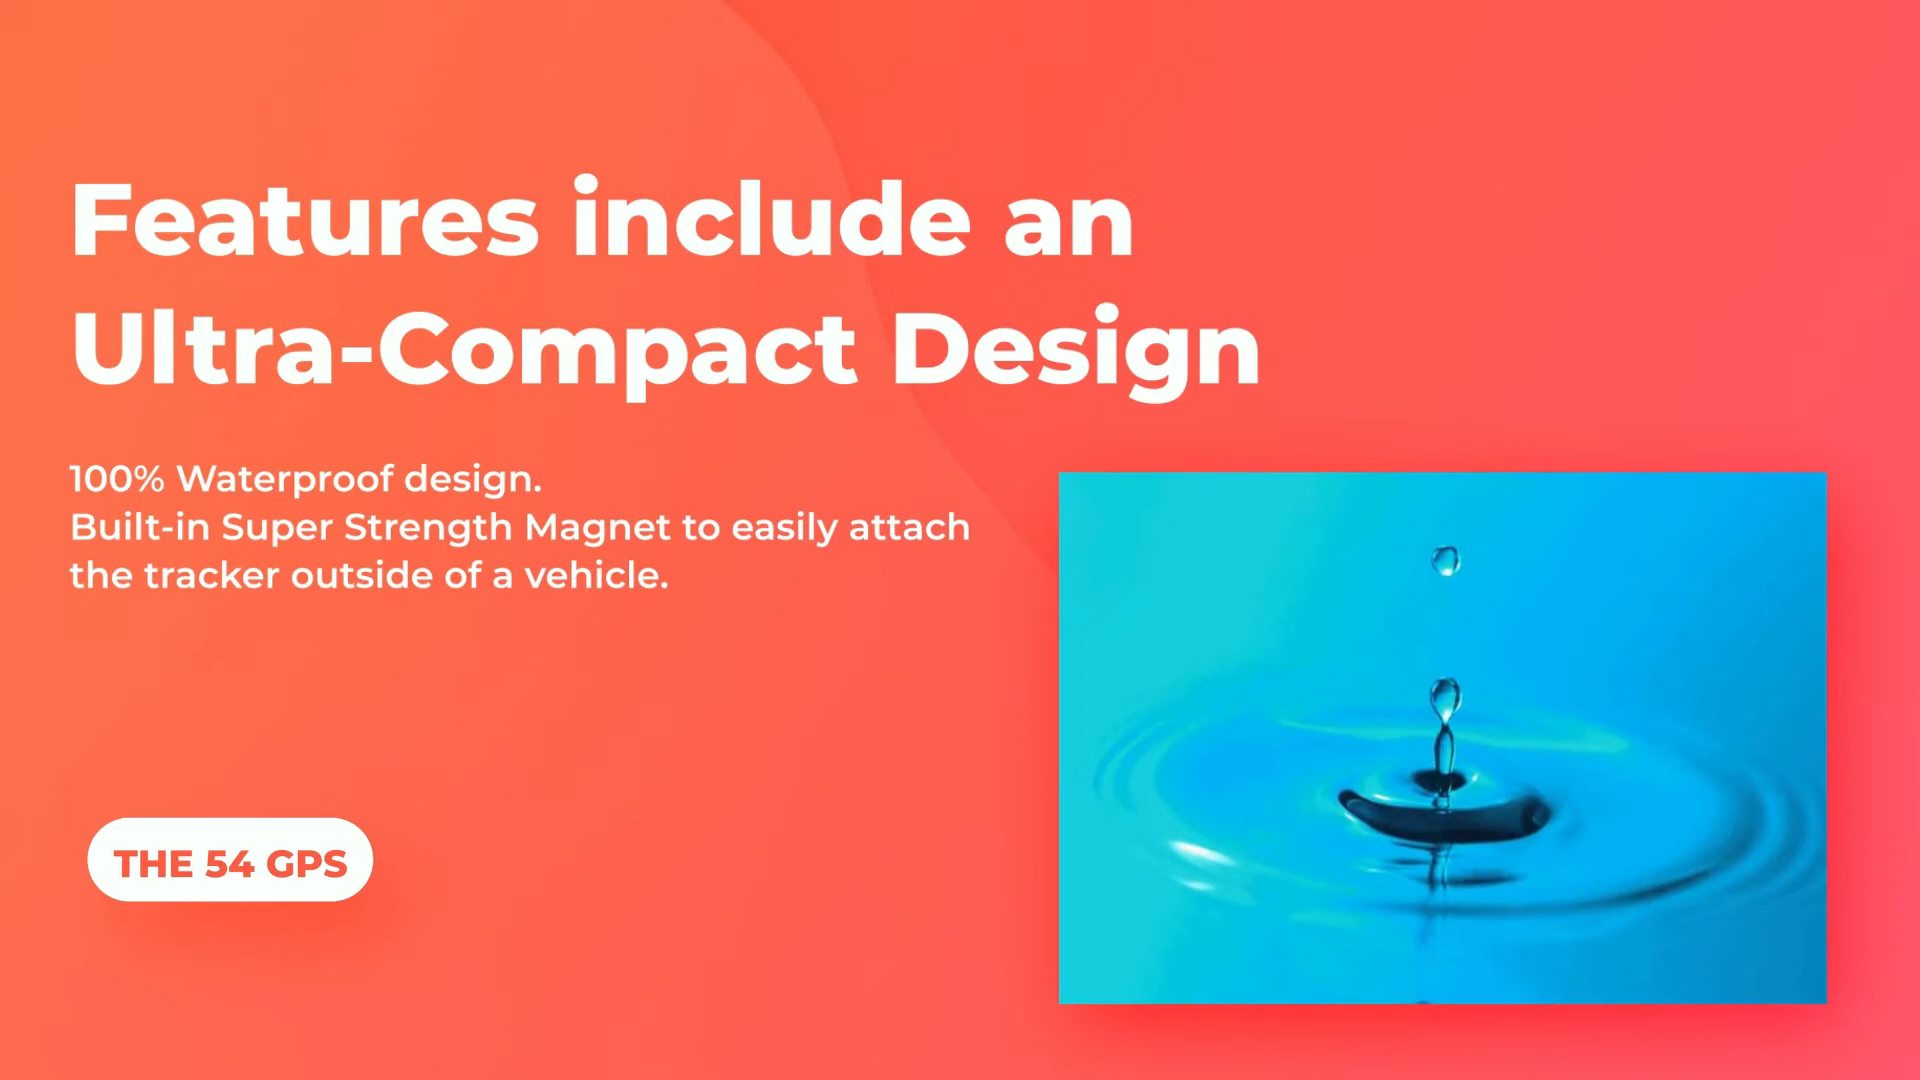 Features include an
Ultra-Compact Design
100% Waterproof design.
Built-in Super Strength Magnet to easily attach
the tracker outside of a vehicle.
THE 54 GPS